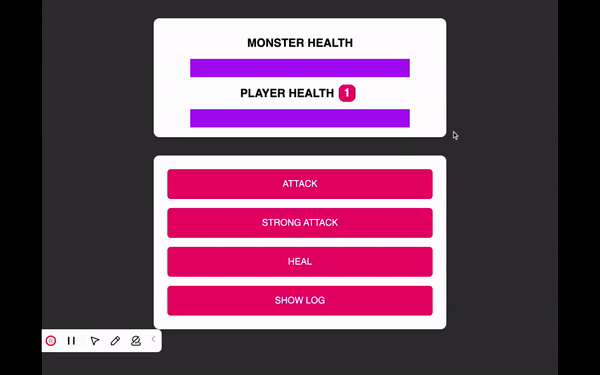 MONSTER HEALTH
PLAYER HEALTH 1
ATTACK
STRONG ATTACK
HEAL
SHOW LOG